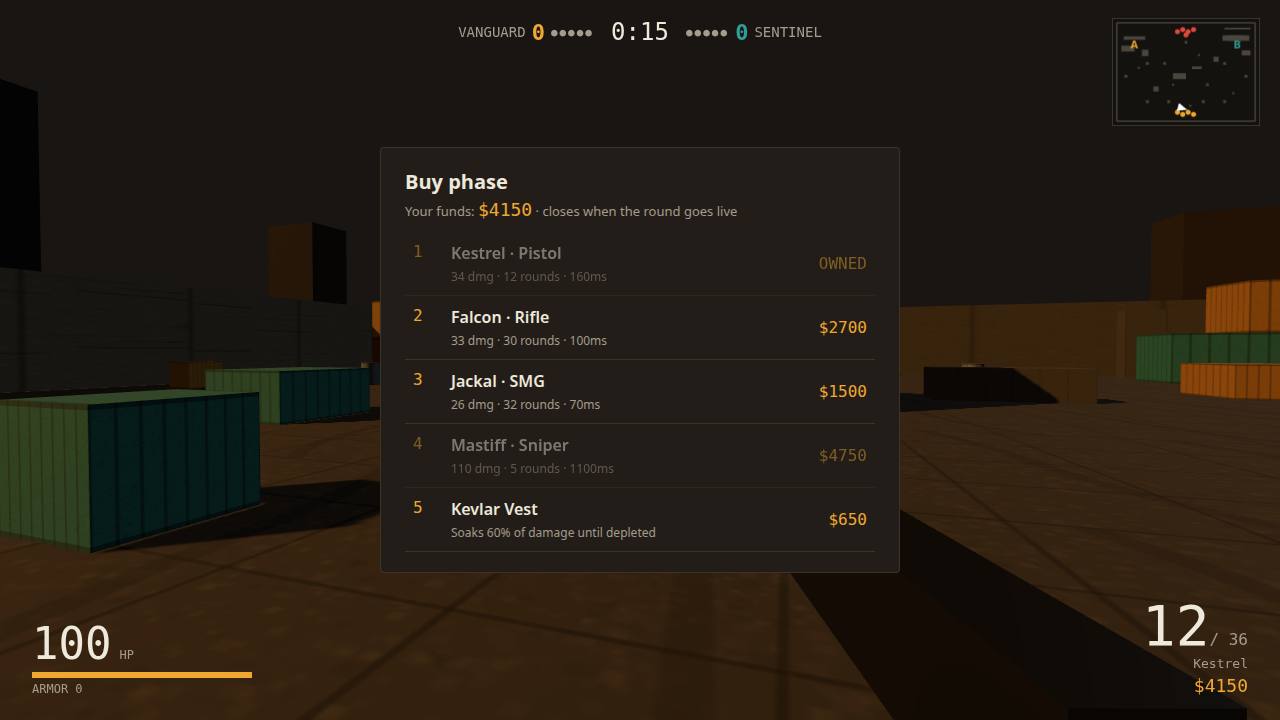 VANGUARD 0 0:15 0 SENTINEL
A B
Buy phase
Your funds: $4150 · closes when the round goes live
1 Kestrel · Pistol OWNED
34 dmg · 12 rounds · 160ms
2 Falcon · Rifle $2700
33 dmg · 30 rounds · 100ms
3 Jackal · SMG $1500
26 dmg · 32 rounds · 70ms
4 Mastiff · Sniper $4750
110 dmg · 5 rounds · 1100ms
5 Kevlar Vest $650
Soaks 60% of damage until depleted
100 HP
ARMOR 0
12 / 36
Kestrel
$4150